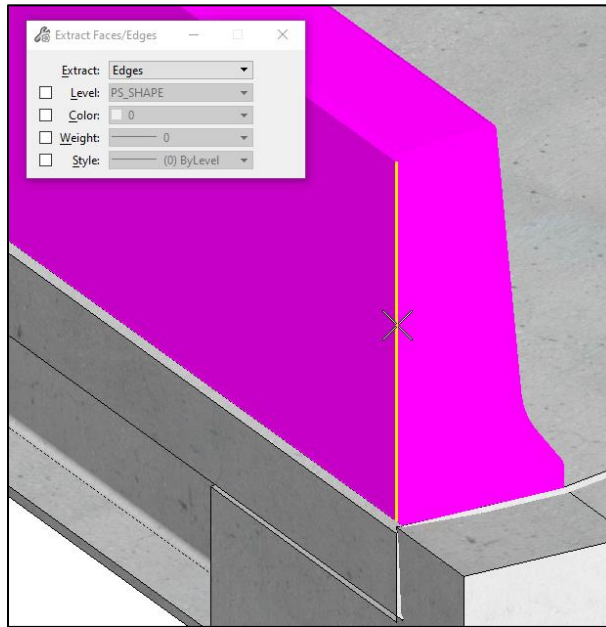 Extract Faces/Edges
Extract: Edges
Level: PS_SHAPE
Color: 0
Weight: 0
Style: (0) ByLevel